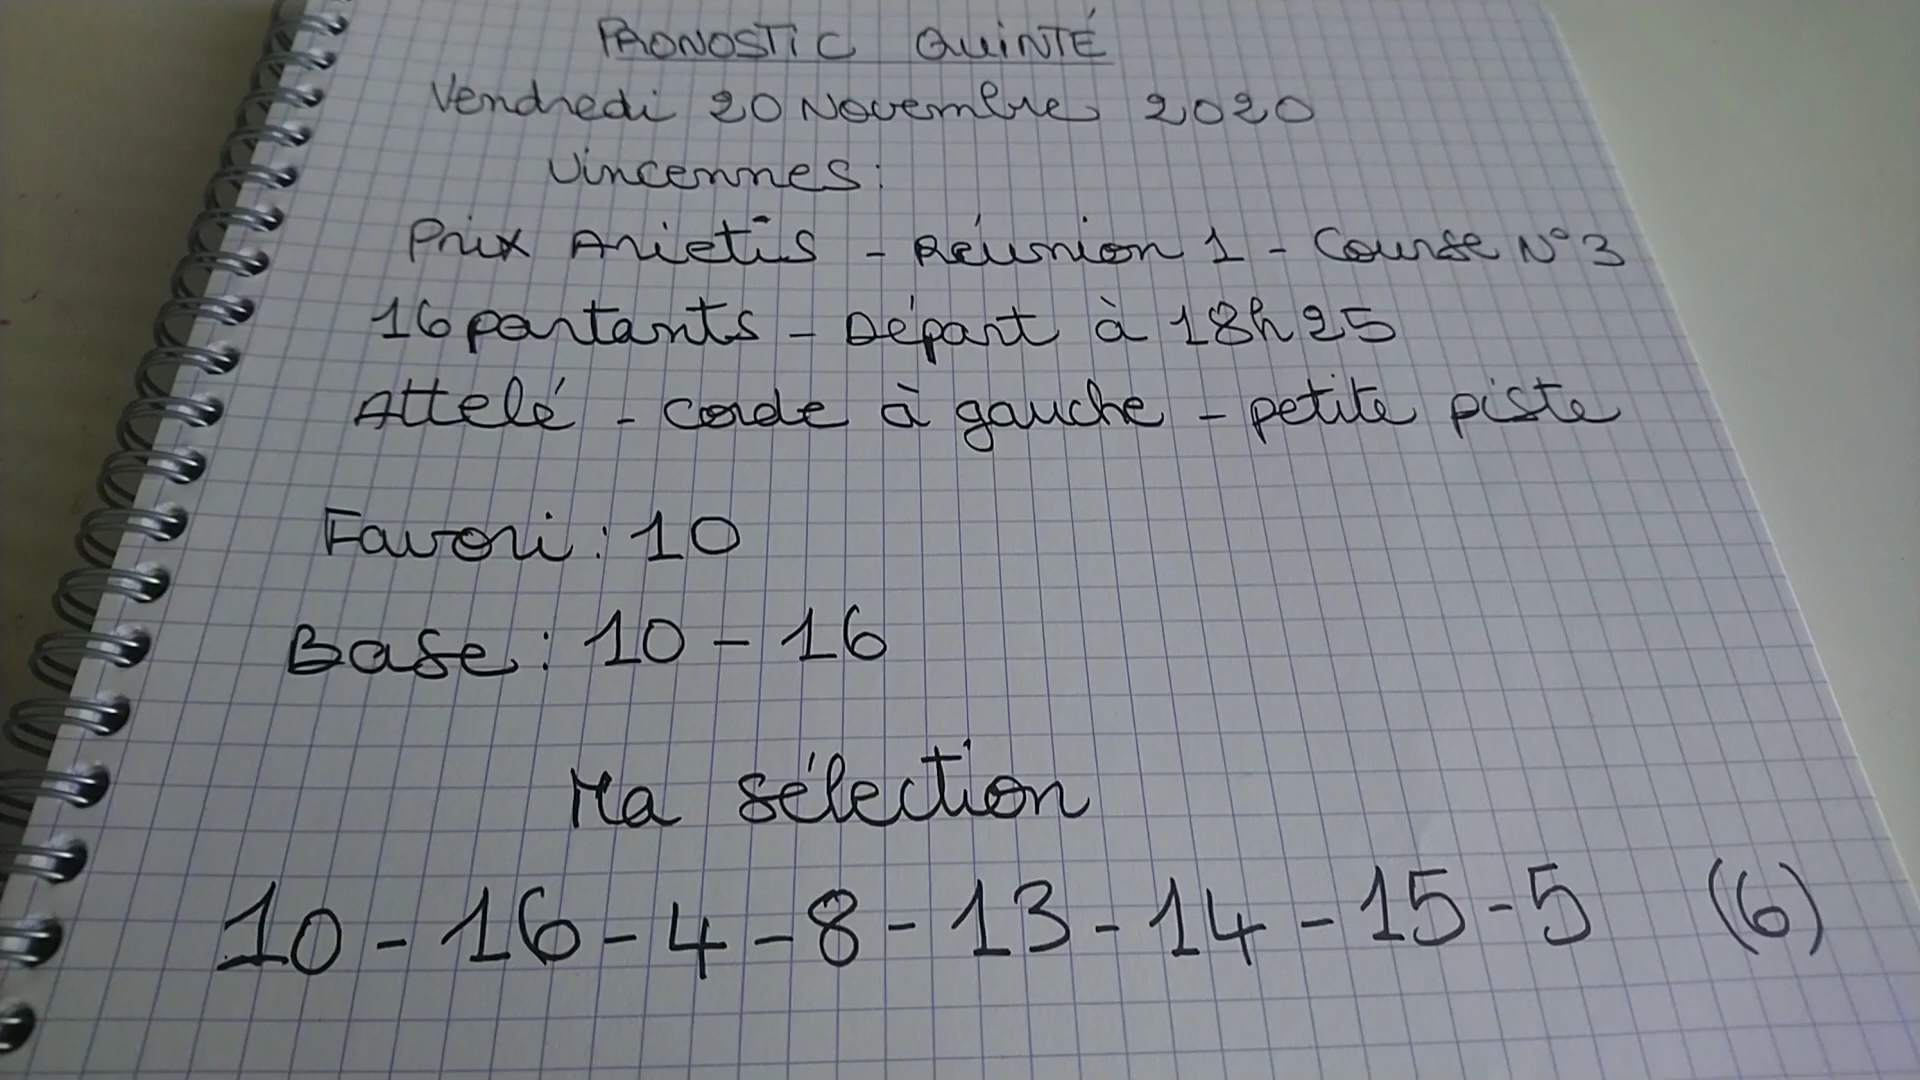 PRONOSTIC QUINTÉ
Vendredi 20 Novembre 2020
Vincennes:
Prix Arietis - Réunion 1 - Course N°3
16 partants - Départ à 18h25
Attelé - corde à gauche - petite piste
Favori : 10
Base : 10 - 16
Ma sélection
10 - 16 - 4 - 8 - 13 - 14 - 15 - 5 (6)